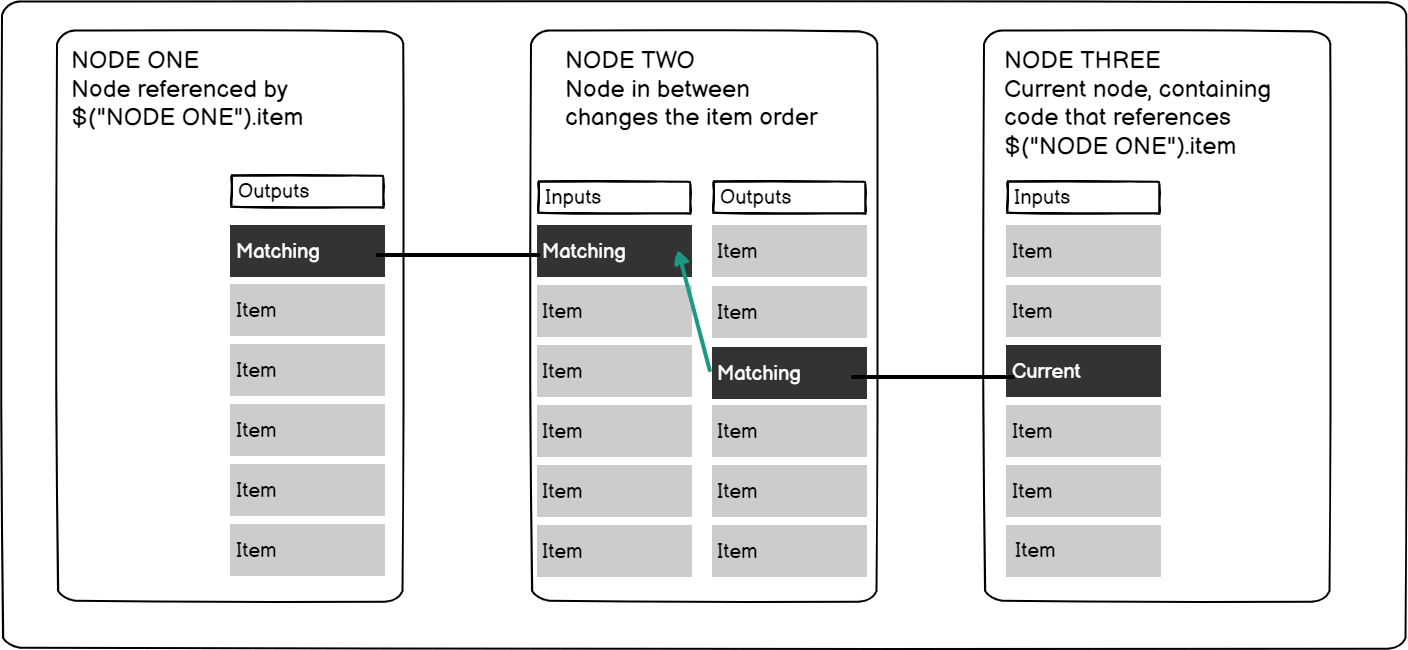 NODE ONE
Node referenced by
$("NODE ONE").item
Outputs
Matching
Item
Item
Item
Item
Item
NODE TWO
Node in between
changes the item order
Inputs
Matching
Item
Item
Item
Item
Item
Outputs
Item
Item
Matching
Item
Item
Item
NODE THREE
Current node, containing
code that references
$("NODE ONE").item
Inputs
Item
Item
Current
Item
Item
Item